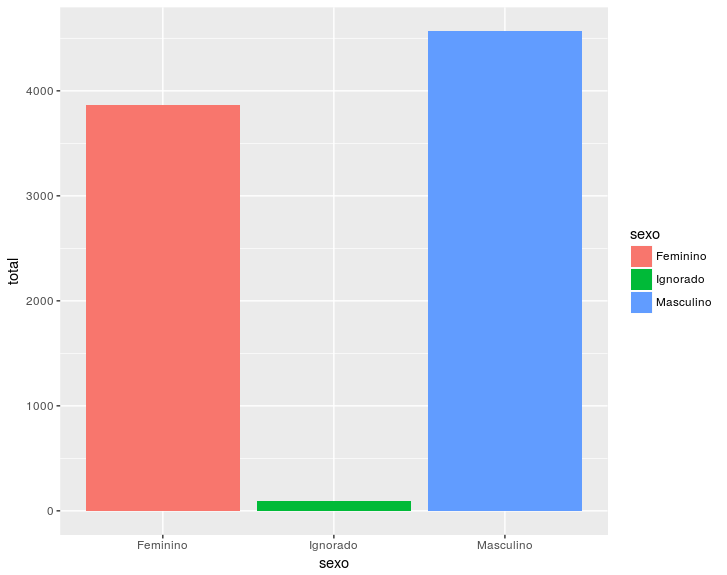 4000
3000
2000
1000
0
total
Feminino
Ignorado
Masculino
sexo
sexo
Feminino
Ignorado
Masculino